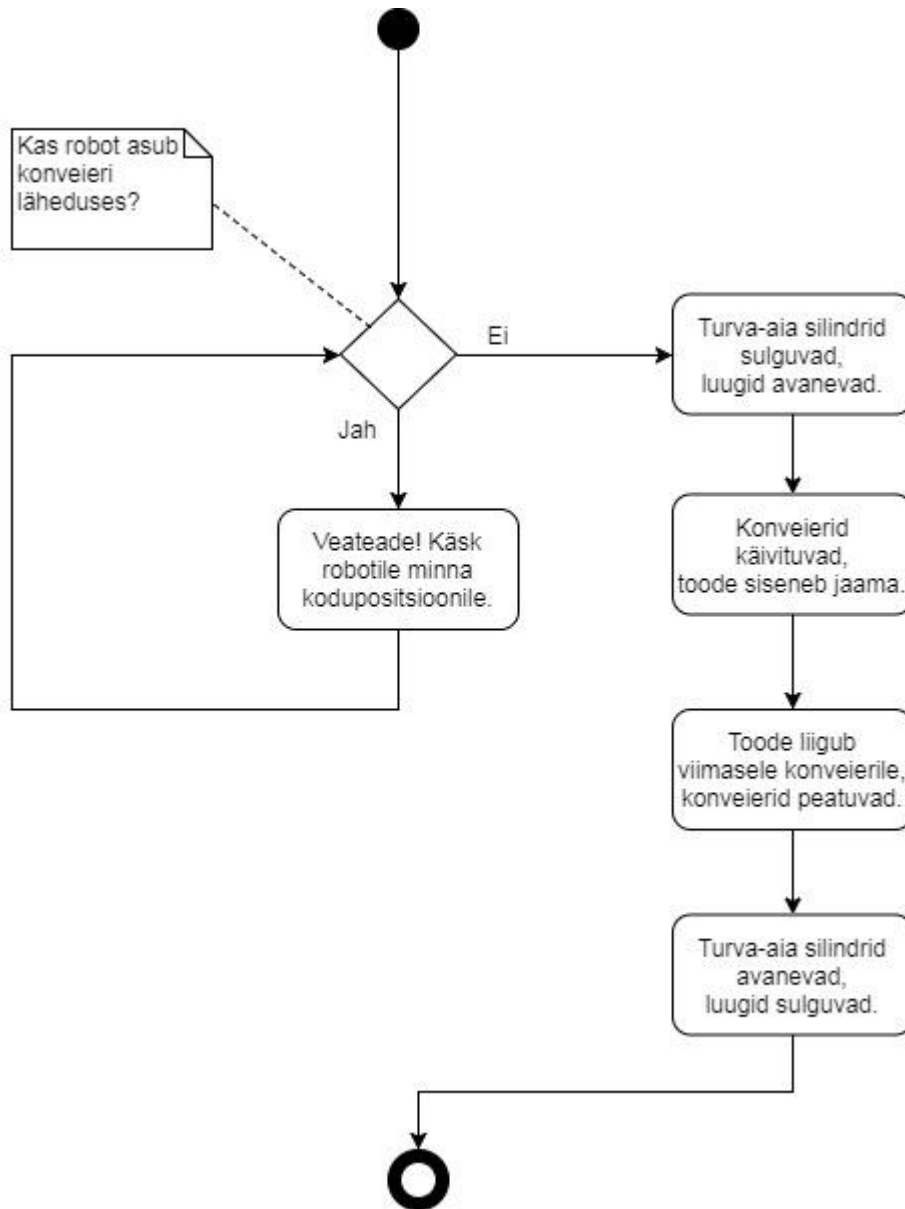 Kas robot asub
konveieri
läheduses?
Ei
Jah
Veateade! Käsk
robotile minna
kodupositsioonile.
Turva-aia silindrid
sulguvad,
luugid avanevad.
Konveierid
käivituvad,
toode siseneb jaama.
Toode liigub
viimasele konveierile,
konveierid peatuvad.
Turva-aia silindrid
avanevad,
luugid sulguvad.